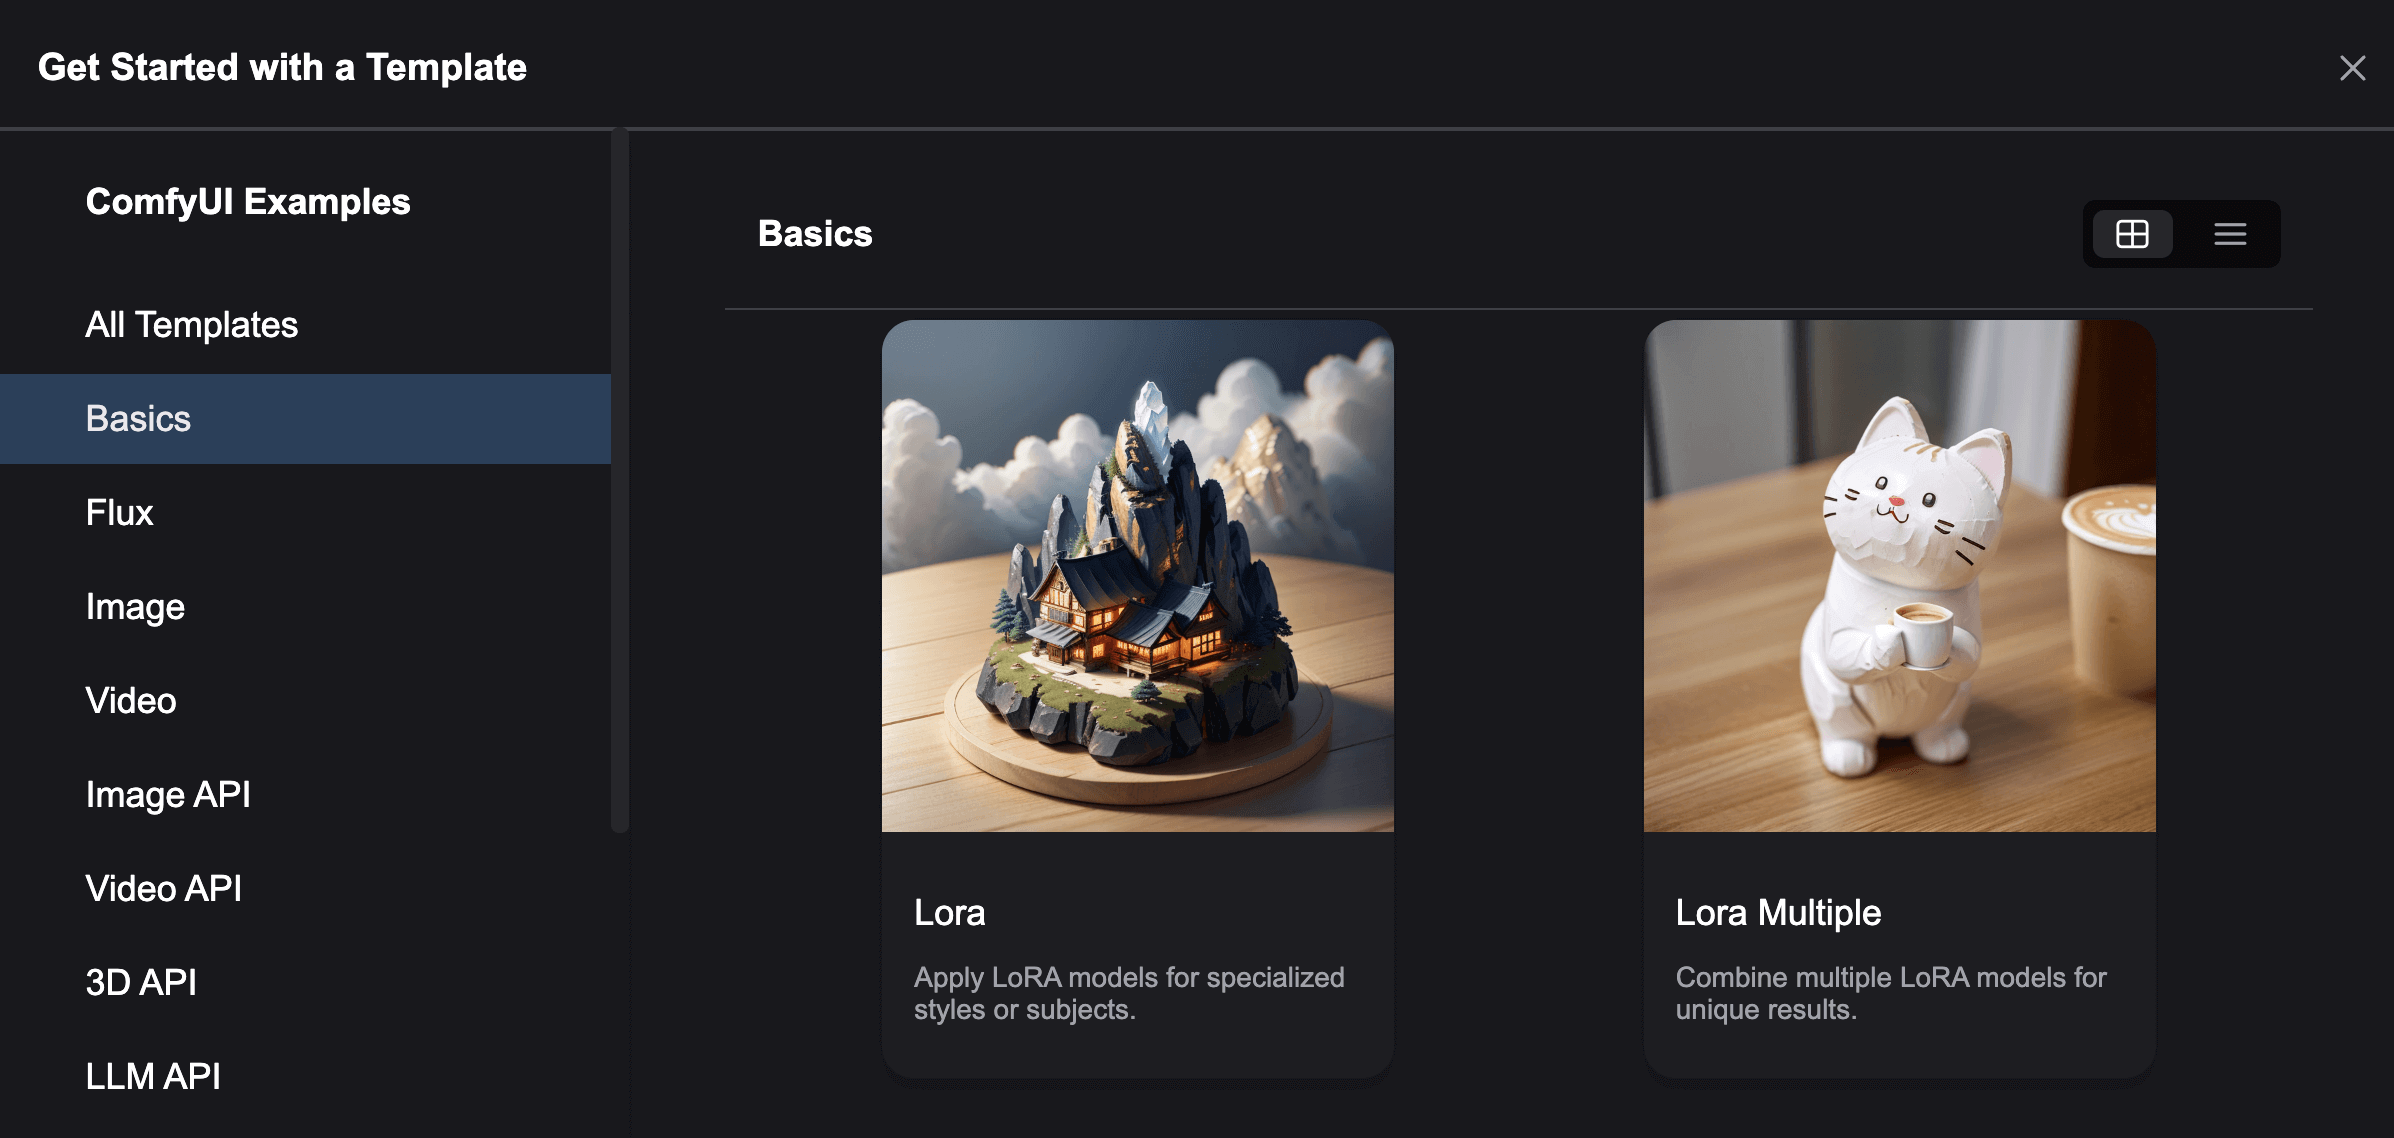 Get Started with a Template
ComfyUI Examples
All Templates
Basics
Flux
Image
Video
Image API
Video API
3D API
LLM API
Basics
Lora
Apply LoRA models for specialized
styles or subjects.
Lora Multiple
Combine multiple LoRA models for
unique results.